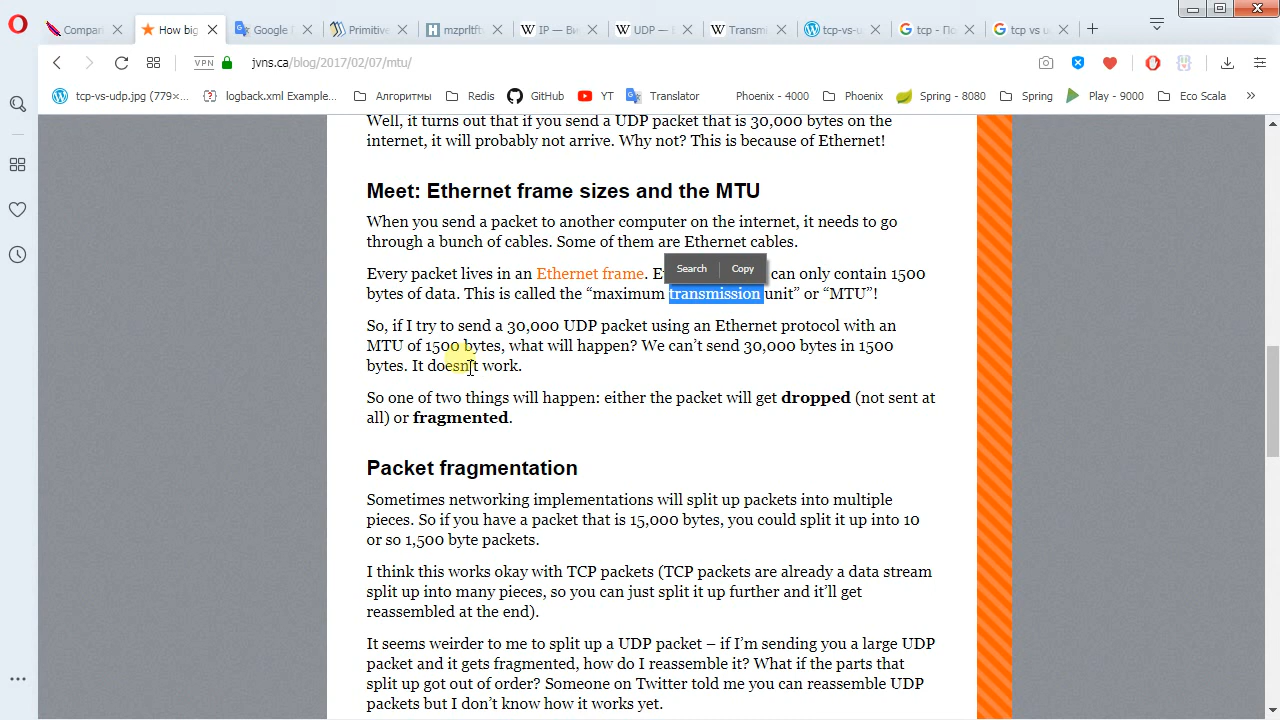 Compari
How big
Google
Primitive
mzprltft
IP — Ви
UDP — В
Transmi
tcp-vs-u
tcp - По
tcp vs u
VPN
jvns.ca/blog/2017/02/07/mtu/
tcp-vs-udp.jpg (779×...
logback.xml Example...
Алгоритмы
Redis
GitHub
YT
Translator
Phoenix - 4000
Phoenix
Spring - 8080
Spring
Play - 9000
Eco Scala
Well, it turns out that if you send a UDP packet that is 30,000 bytes on the
internet, it will probably not arrive. Why not? This is because of Ethernet!
Meet: Ethernet frame sizes and the MTU
When you send a packet to another computer on the internet, it needs to go
through a bunch of cables. Some of them are Ethernet cables.
Search
Copy
Every packet lives in an Ethernet frame. E can only contain 1500
bytes of data. This is called the “maximum transmission unit” or “MTU”!
So, if I try to send a 30,000 UDP packet using an Ethernet protocol with an
MTU of 1500 bytes, what will happen? We can’t send 30,000 bytes in 1500
bytes. It doesn’t work.
So one of two things will happen: either the packet will get dropped (not sent at
all) or fragmented.
Packet fragmentation
Sometimes networking implementations will split up packets into multiple
pieces. So if you have a packet that is 15,000 bytes, you could split it up into 10
or so 1,500 byte packets.
I think this works okay with TCP packets (TCP packets are already a data stream
split up into many pieces, so you can just split it up further and it’ll get
reassembled at the end).
It seems weirder to me to split up a UDP packet – if I’m sending you a large UDP
packet and it gets fragmented, how do I reassemble it? What if the parts that
split up got out of order? Someone on Twitter told me you can reassemble UDP
packets but I don’t know how it works yet.